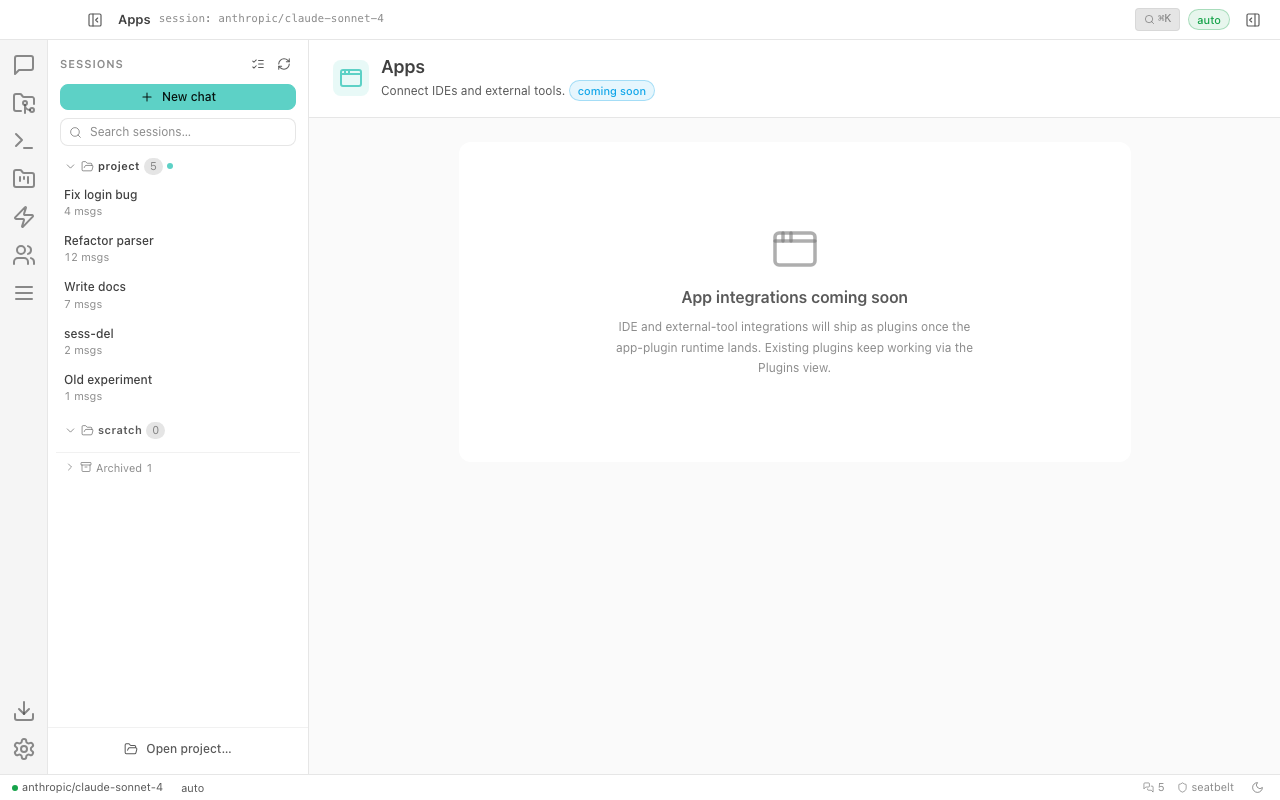 Apps session: anthropic/claude-sonnet-4
⌘K
auto
SESSIONS
New chat
Search sessions...
project 5
Fix login bug
4 msgs
Refactor parser
12 msgs
Write docs
7 msgs
sess-del
2 msgs
Old experiment
1 msgs
scratch 0
Archived 1
Open project...
Apps
Connect IDEs and external tools. coming soon
App integrations coming soon
IDE and external-tool integrations will ship as plugins once the
app-plugin runtime lands. Existing plugins keep working via the
Plugins view.
anthropic/claude-sonnet-4 auto
5 seatbelt